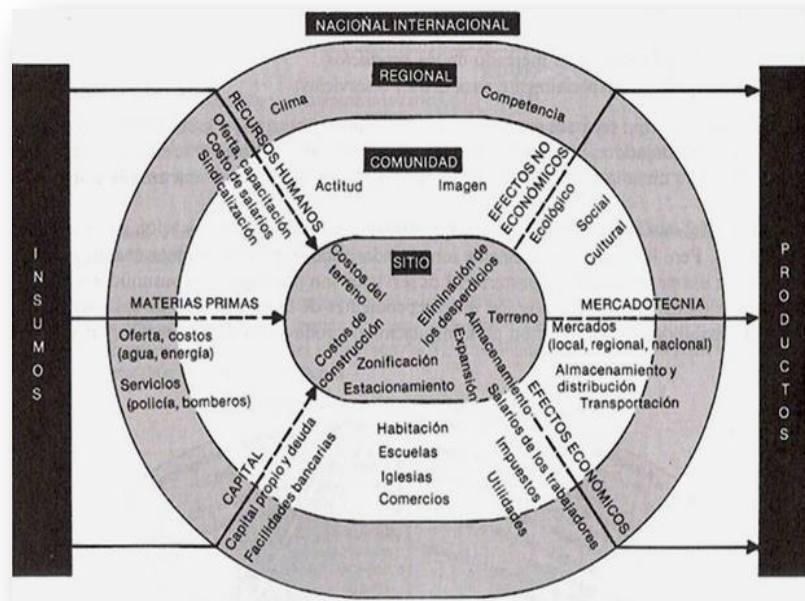 NACIONAL INTERNACIONAL
REGIONAL
Clima
Competencia
RECURSOS HUMANOS
Oferta, capacitación
Costo de salarios
Sindicalización
COMUNIDAD
Actitud
Imagen
EFECTOS NO
ECONÓMICOS
Ecológico
Social
Cultural
INSUMOS
SITIO
Costos del
terreno
Costos de
construcción
Eliminación de
los desperdicios
Terreno
Almacenamiento
Expansión
Zonificación
Estacionamiento
MATERIAS PRIMAS
Oferta, costos
(agua, energía)
Servicios
(policía, bomberos)
MERCADOTECNIA
Mercados
(local, regional, nacional)
Almacenamiento y
distribución
Transportación
PRODUCTOS
CAPITAL
Capital propio y deuda
Facilidades bancarias
Habitación
Escuelas
Iglesias
Comercios
EFECTOS ECONÓMICOS
Salarios de los trabajadores
Impuestos
Utilidades